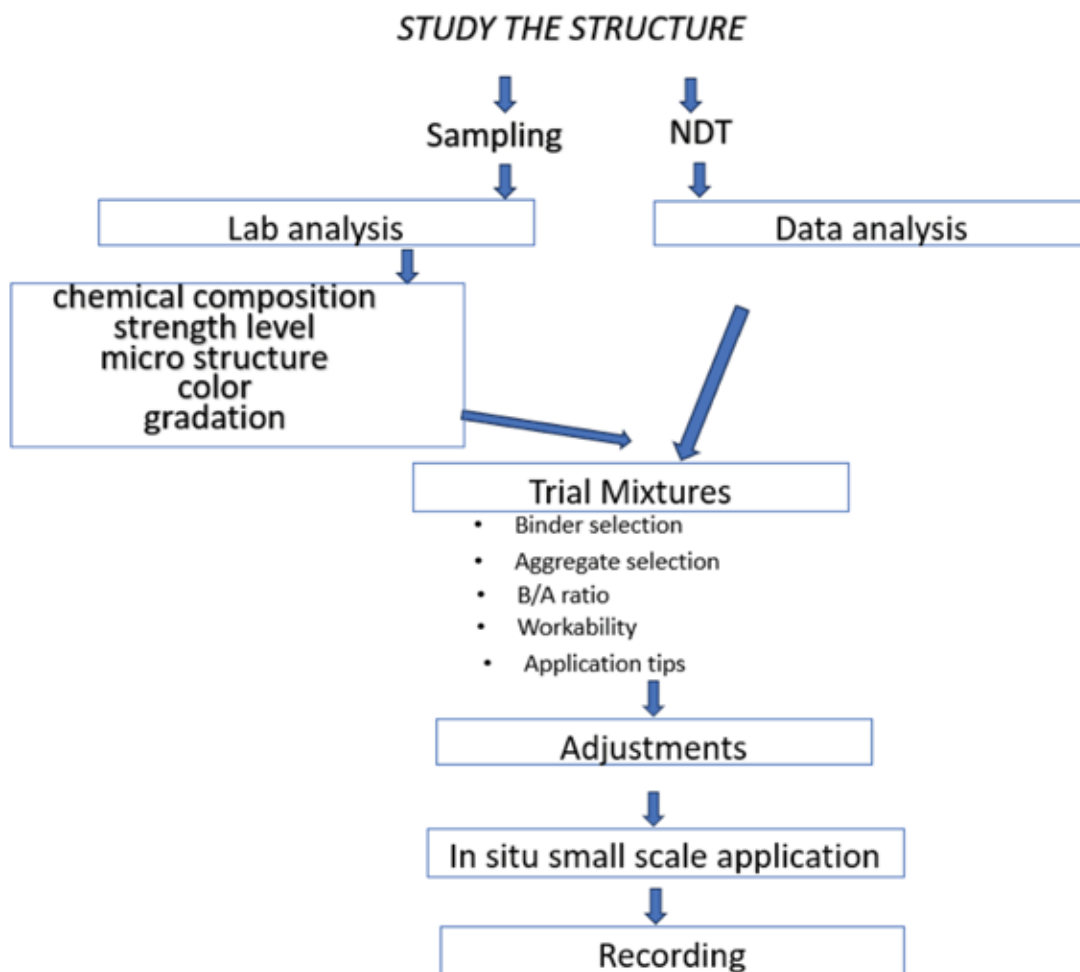 STUDY THE STRUCTURE
Sampling
NDT
Lab analysis
Data analysis
chemical composition
strength level
micro structure
color
gradation
Trial Mixtures
• Binder selection
• Aggregate selection
• B/A ratio
• Workability
• Application tips
Adjustments
In situ small scale application
Recording